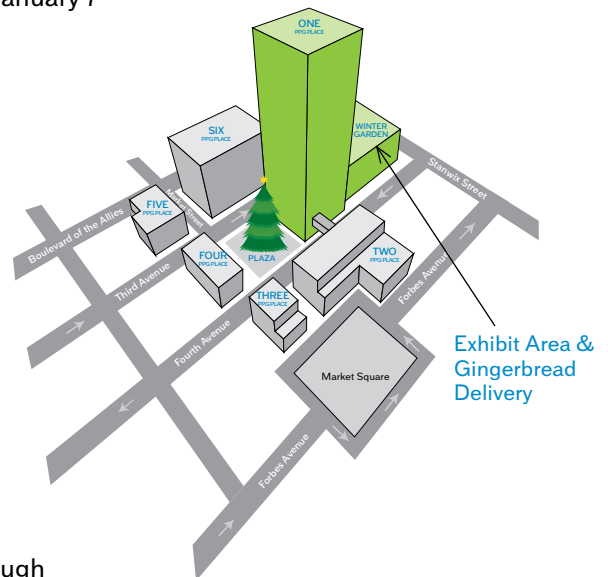 anuary 7
ONE
PPG PLACE
SIX
PPG PLACE
WINTER
GARDEN
Stanwix Street
Market Street
FIVE
PPG PLACE
Boulevard of the Allies
FOUR
PPG PLACE
PLAZA
TWO
PPG PLACE
Third Avenue
THREE
PPG PLACE
Forbes Avenue
Fourth Avenue
Exhibit Area &
Gingerbread
Delivery
Market Square
Forbes Avenue
ugh